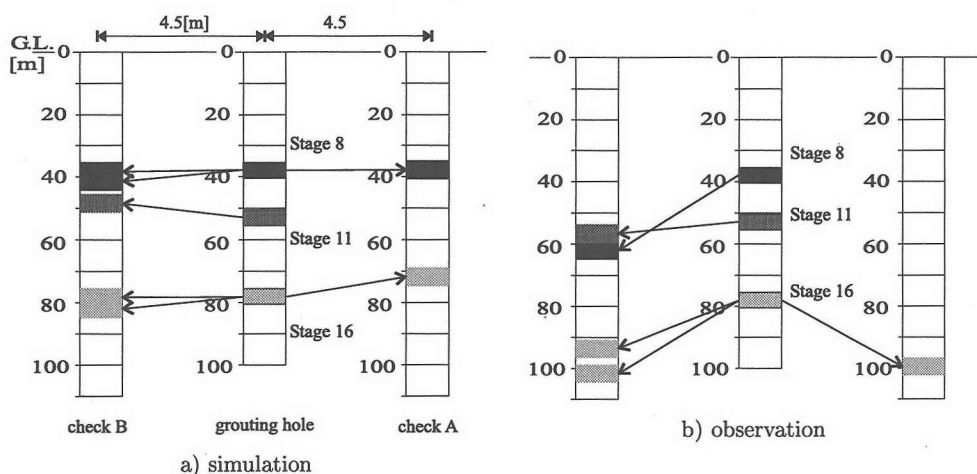 4.5[m] 4.5
G.L. 0 0 0
[m]
20 20 20
Stage 8
40 40 40
Stage 11
60 60 60
80 80 80
Stage 16
100 100 100
check B grouting hole check A
a) simulation
0 0 0
20 20 20
Stage 8
40 40 40
Stage 11
60 60 60
Stage 16
80 80 80
100 100 100
b) observation